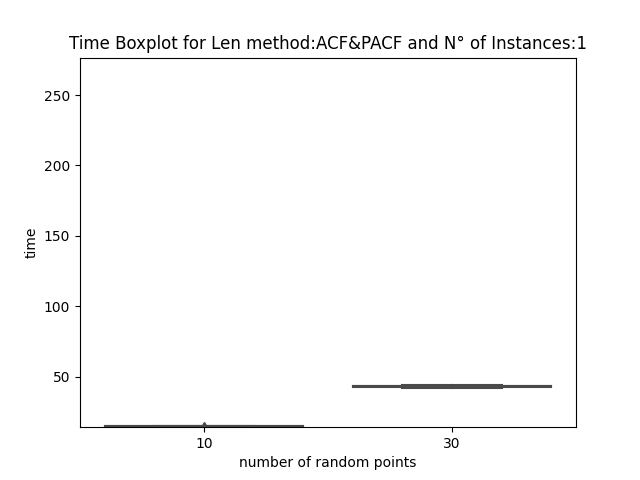 Time Boxplot for Len method:ACF&PACF and N° of Instances:1
250
200
150
100
50
time
10 30
number of random points